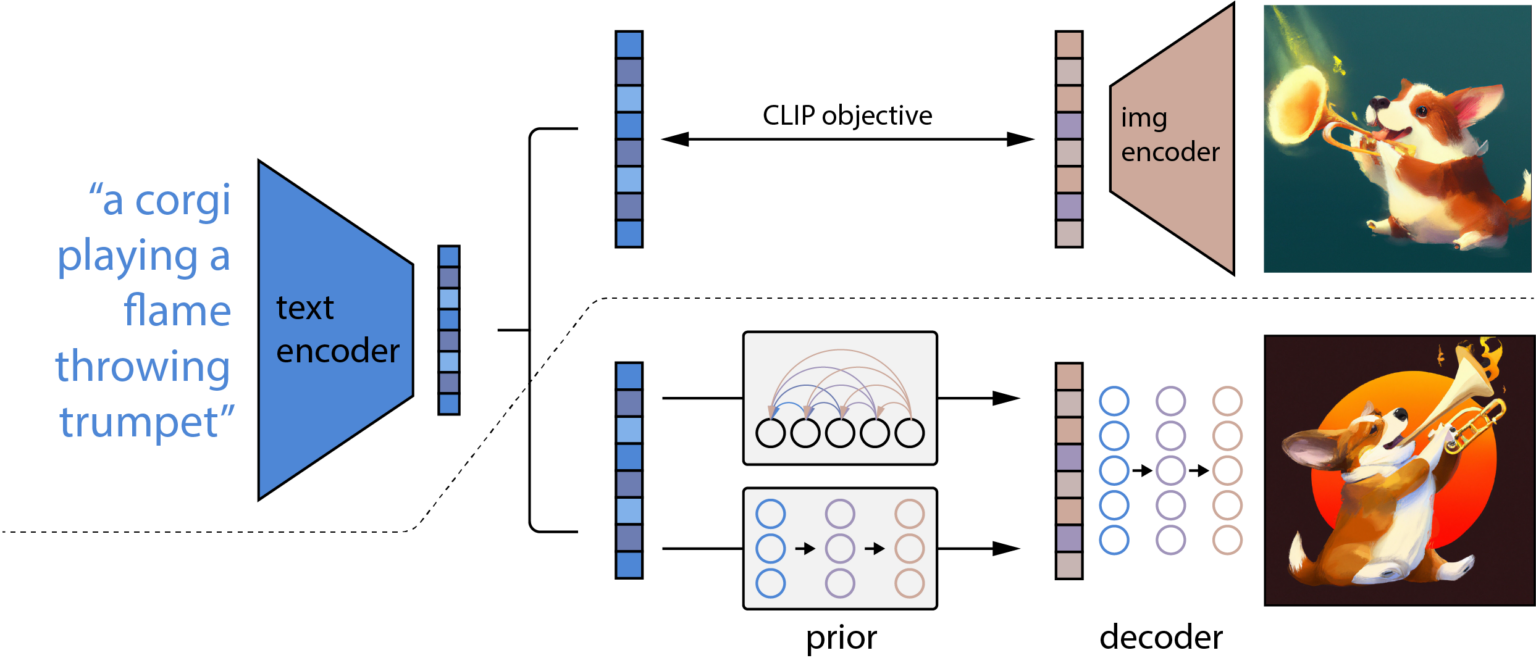 “a corgi
playing a
flame
throwing
trumpet”
text
encoder
CLIP objective
img
encoder
prior
decoder